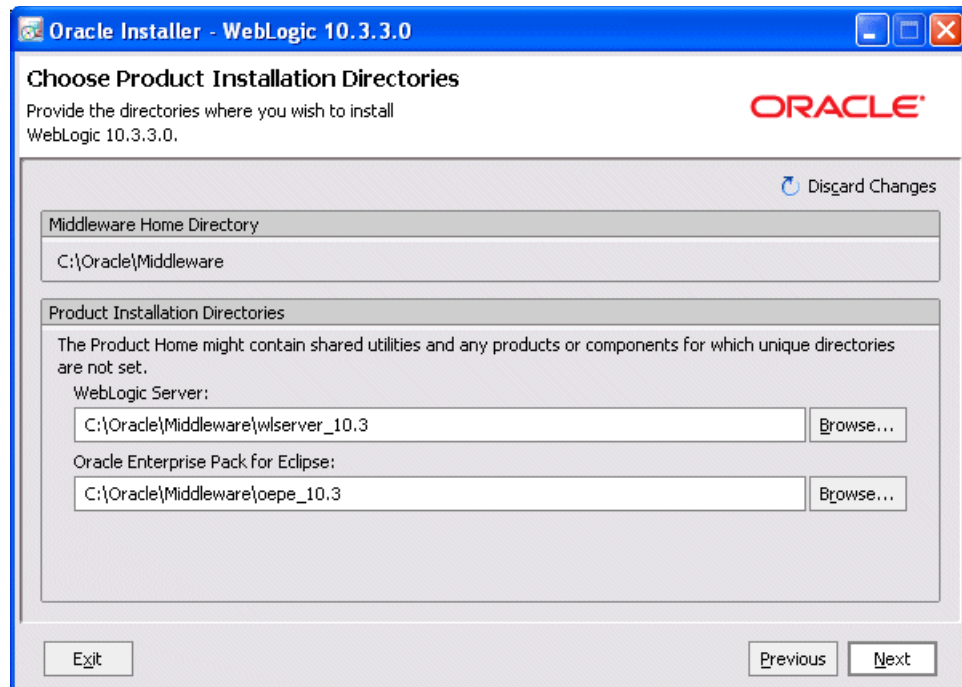 Oracle Installer - WebLogic 10.3.3.0
Choose Product Installation Directories
Provide the directories where you wish to install
WebLogic 10.3.3.0.
ORACLE
Discard Changes
Middleware Home Directory
C:\Oracle\Middleware
Product Installation Directories
The Product Home might contain shared utilities and any products or components for which unique directories
are not set.
WebLogic Server:
C:\Oracle\Middleware\wlserver_10.3
Browse...
Oracle Enterprise Pack for Eclipse:
C:\Oracle\Middleware\oepe_10.3
Browse...
Exit
Previous
Next